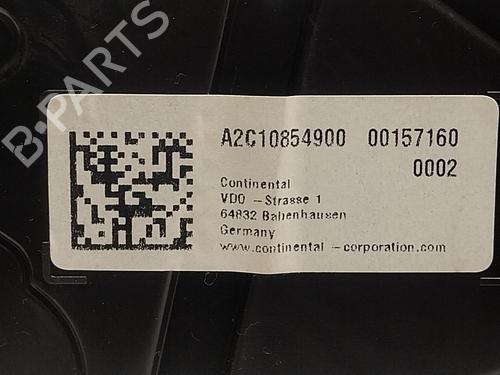 B-PARTS
A2C10854900 00157160
0002
Continental
VDO -Strasse 1
64832 Babenhausen
Germany
www.continental -corporation.com